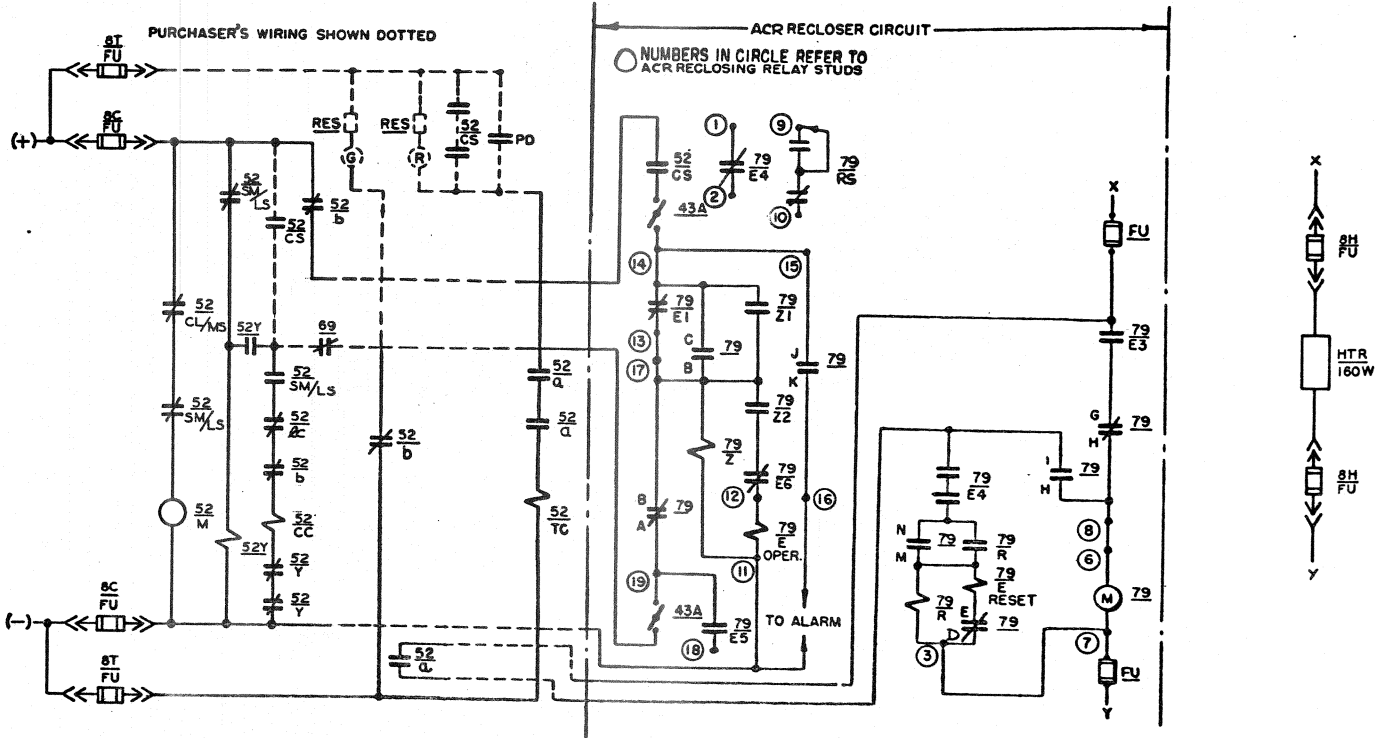 PURCHASER'S WIRING SHOWN DOTTED
ACR RECLOSER CIRCUIT
NUMBERS IN CIRCLE REFER TO
ACR RECLOSING RELAY STUDS
8T
FU
8C
FU
(+)
RES
G
RES
R
52
CS
PD
52
SM/LS
52
CS
52
b
52
CL/MS
52Y
69
52
SM/LS
52
SM/LS
52
b
52
M
52Y
52
CC
52
Y
52
Y
52
b
52
a
52
a
52
TC
8C
FU
(-)
8T
FU
52
a
52
CS
43A
1
2
79
E4
9
10
79
RS
14
15
79
E1
13
17
C
B
79
79
Z1
J
K
79
79
Z2
79
Z
79
E6
12
16
B
A
79
79
E
OPER.
11
19
43A
79
E5
18
TO ALARM
X
FU
79
E3
G
H
79
I
H
79
79
E4
N
M
79
79
R
8
6
79
R
79
E
RESET
M
79
E
D
79
3
7
FU
Y
X
8H
FU
HTR
160W
8H
FU
Y